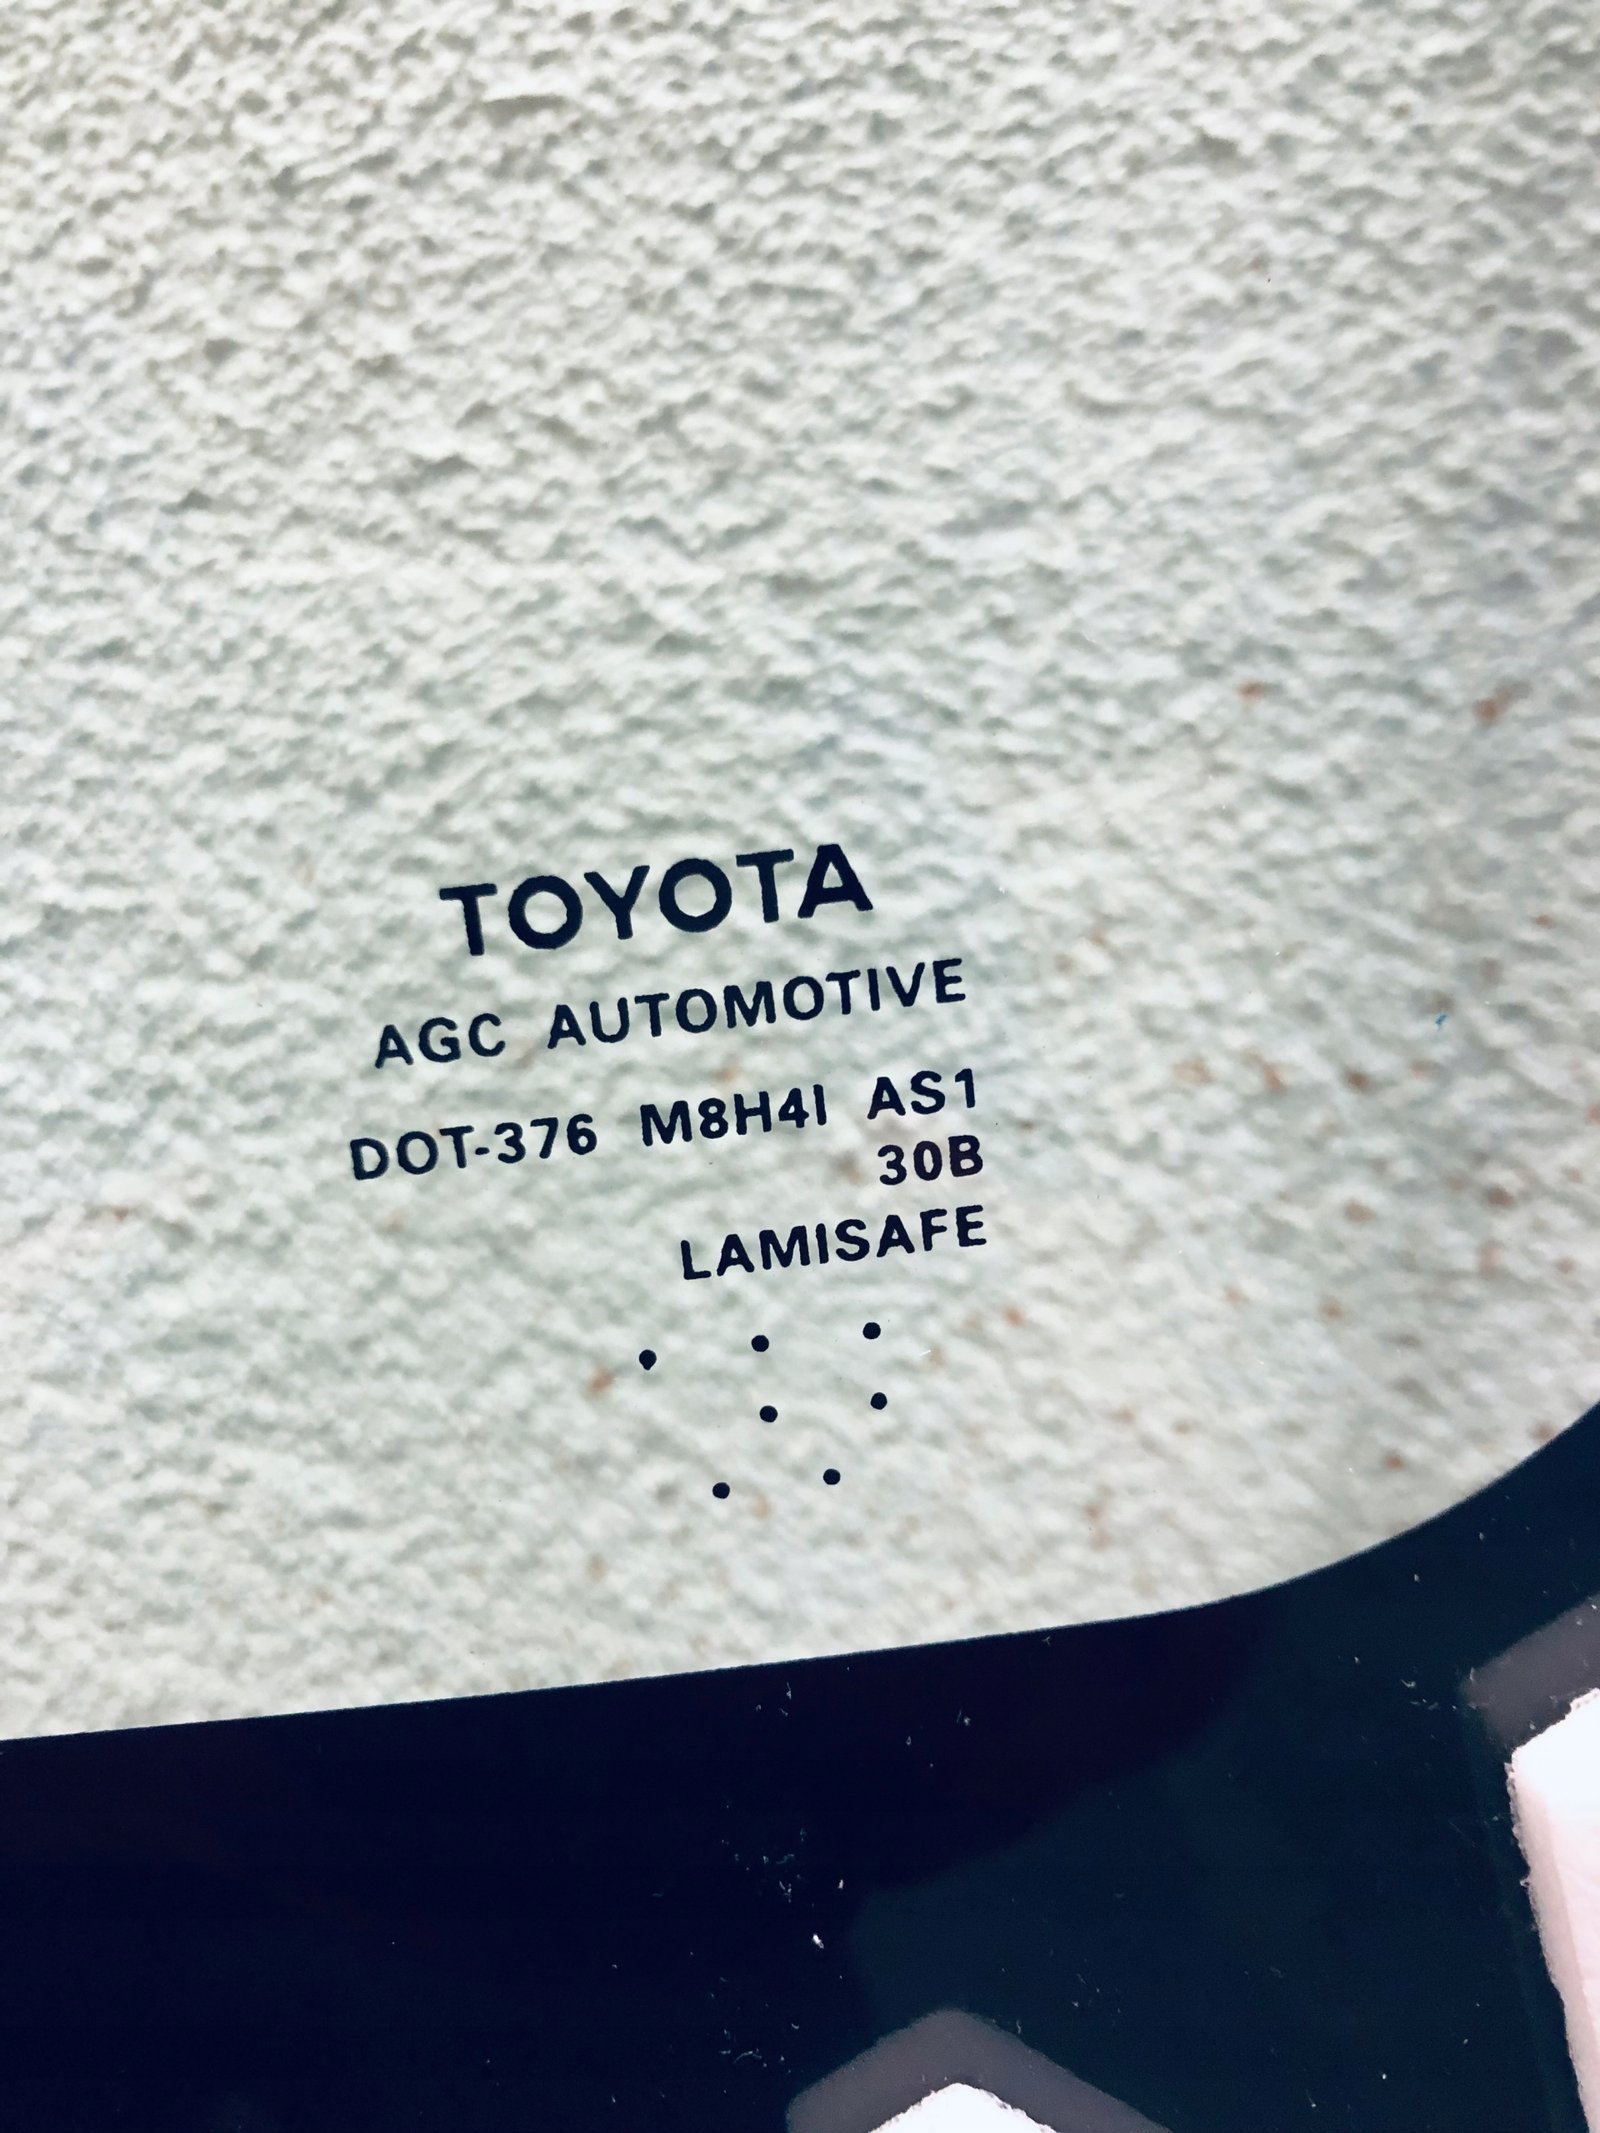 TOYOTA
AGC AUTOMOTIVE
DOT-376 M8H4I AS1
30B
LAMISAFE